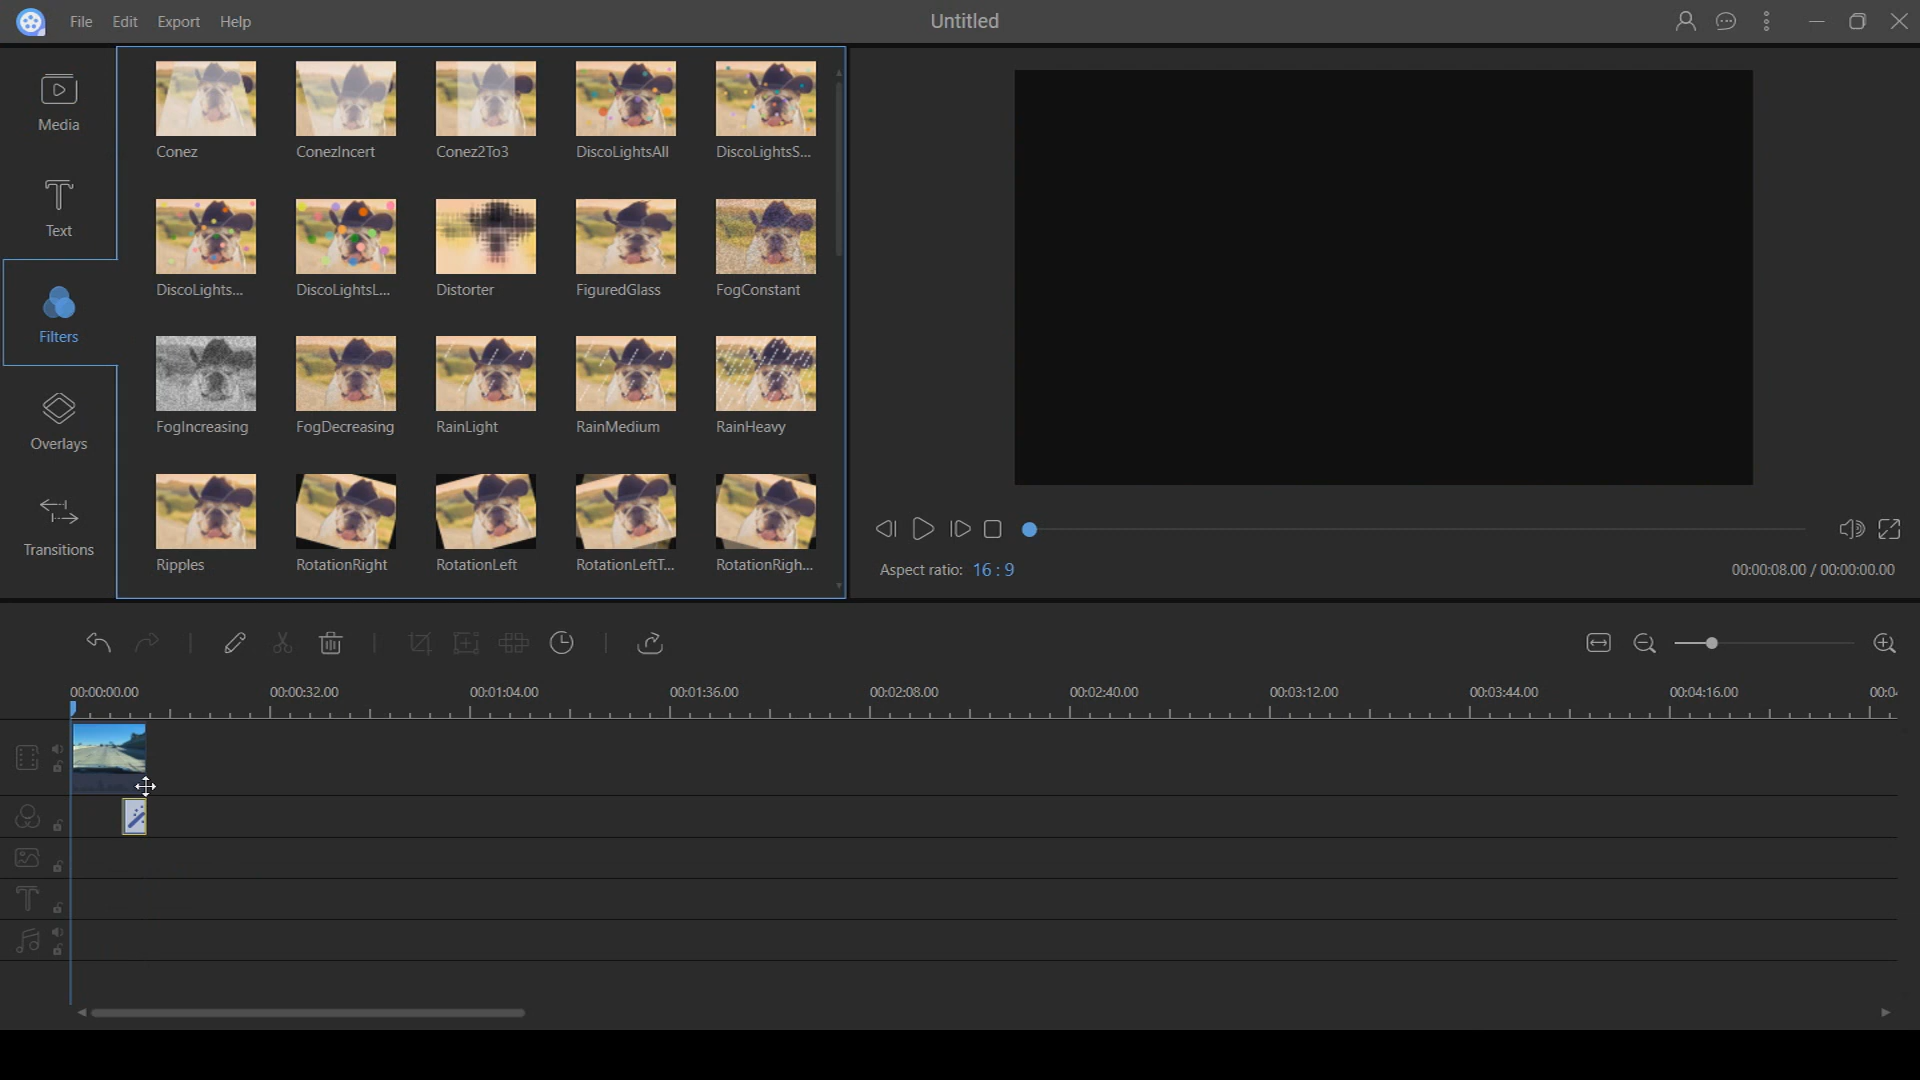 File Edit Export Help
Untitled
Media
Text
Filters
Overlays
Transitions
Conez ConezIncert Conez2To3 DiscoLightsAll DiscoLightsS...
DiscoLights... DiscoLightsL... Distorter FiguredGlass FogConstant
FogIncreasing FogDecreasing RainLight RainMedium RainHeavy
Ripples RotationRight RotationLeft RotationLeftT... RotationRigh...
Aspect ratio: 16 : 9
00:00:08.00 / 00:00:00.00
00:00:00.00 00:00:32.00 00:01:04.00 00:01:36.00 00:02:08.00 00:02:40.00 00:03:12.00 00:03:44.00 00:04:16.00 00:04